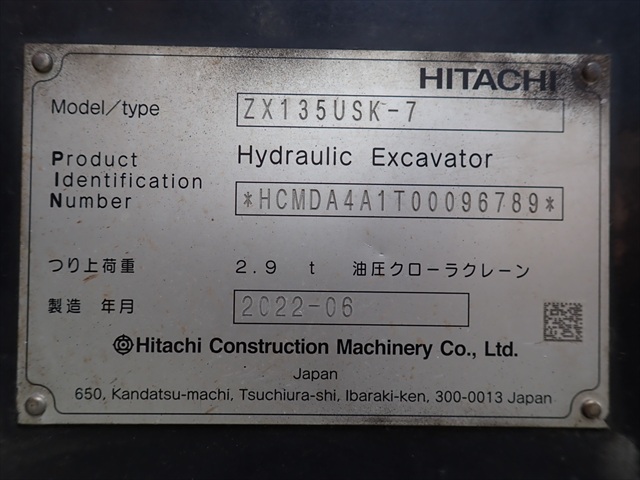 HITACHI
Model/type ZX135USK-7
Product Hydraulic Excavator
Identification
Number *HCMDA4A1T00096789*
つり上荷重 2.9 t 油圧クローラクレーン
製造 年月 2022-06
Hitachi Construction Machinery Co., Ltd.
Japan
650, Kandatsu-machi, Tsuchiura-shi, Ibaraki-ken, 300-0013 Japan